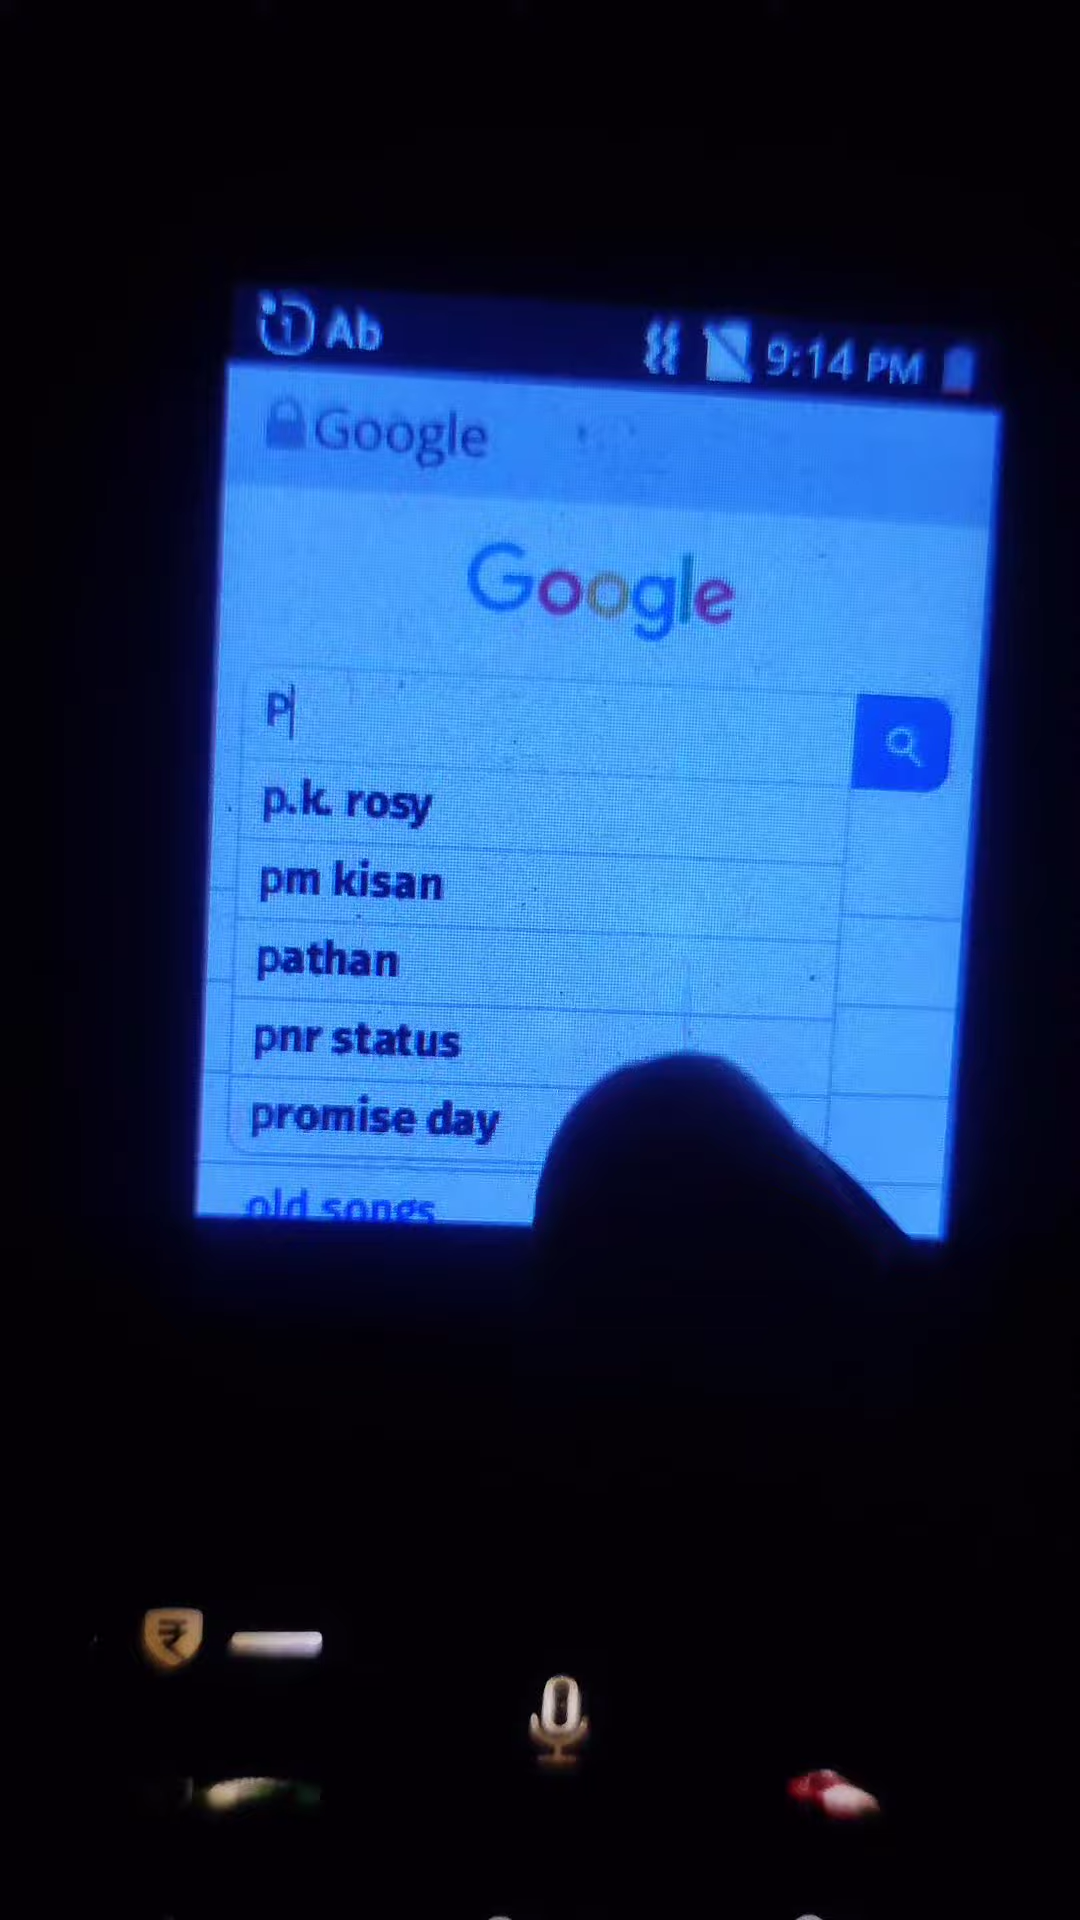 Ab 9:14 PM
Google
Google
P
p.k. rosy
pm kisan
pathan
pnr status
promise day
old songs
₹